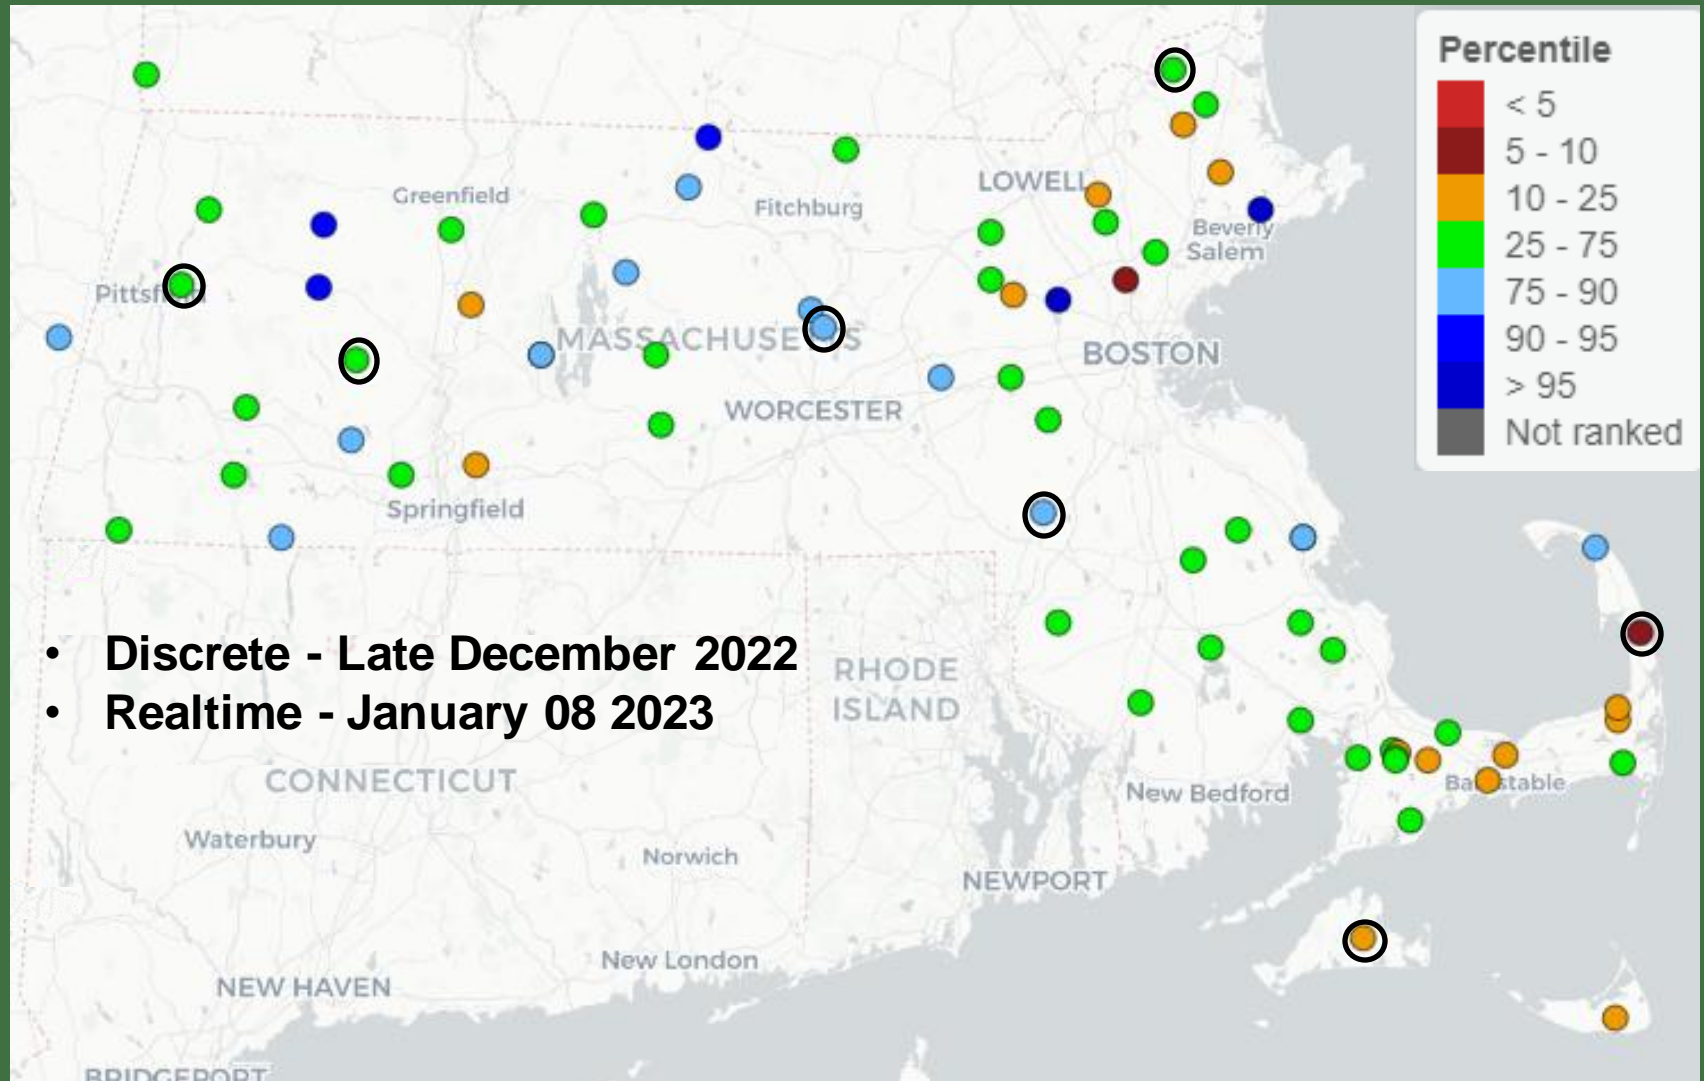 Percentile
< 5
5 - 10
10 - 25
25 - 75
75 - 90
90 - 95
> 95
Not ranked
LOWELL
Greenfield
Fitchburg
Beverly
Salem
MASSACHUSETTS
BOSTON
WORCESTER
Springfield
• Discrete - Late December 2022
• Realtime - January 08 2023
RHODE
ISLAND
CONNECTICUT
New Bedford
Waterbury
Norwich
NEWPORT
New London
NEW HAVEN
BRIDGEPORT